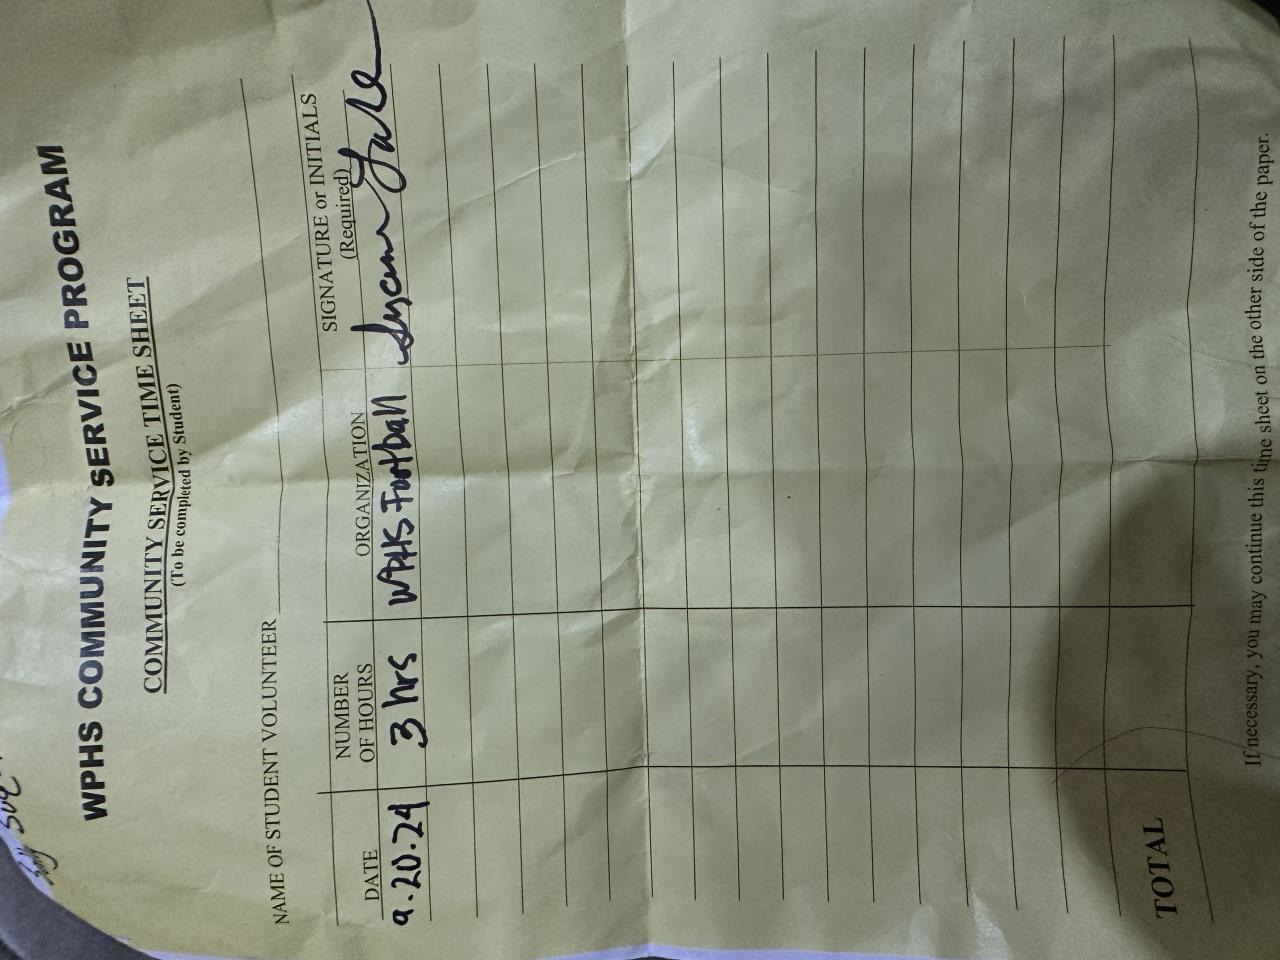 WPHS COMMUNITY SERVICE PROGRAM
COMMUNITY SERVICE TIME SHEET
(To be completed by Student)
NAME OF STUDENT VOLUNTEER
DATE NUMBER OF HOURS ORGANIZATION SIGNATURE or INITIALS (Required)
9.20.24 3 hrs WPHS Football
TOTAL
If necessary, you may continue this time sheet on the other side of the paper.